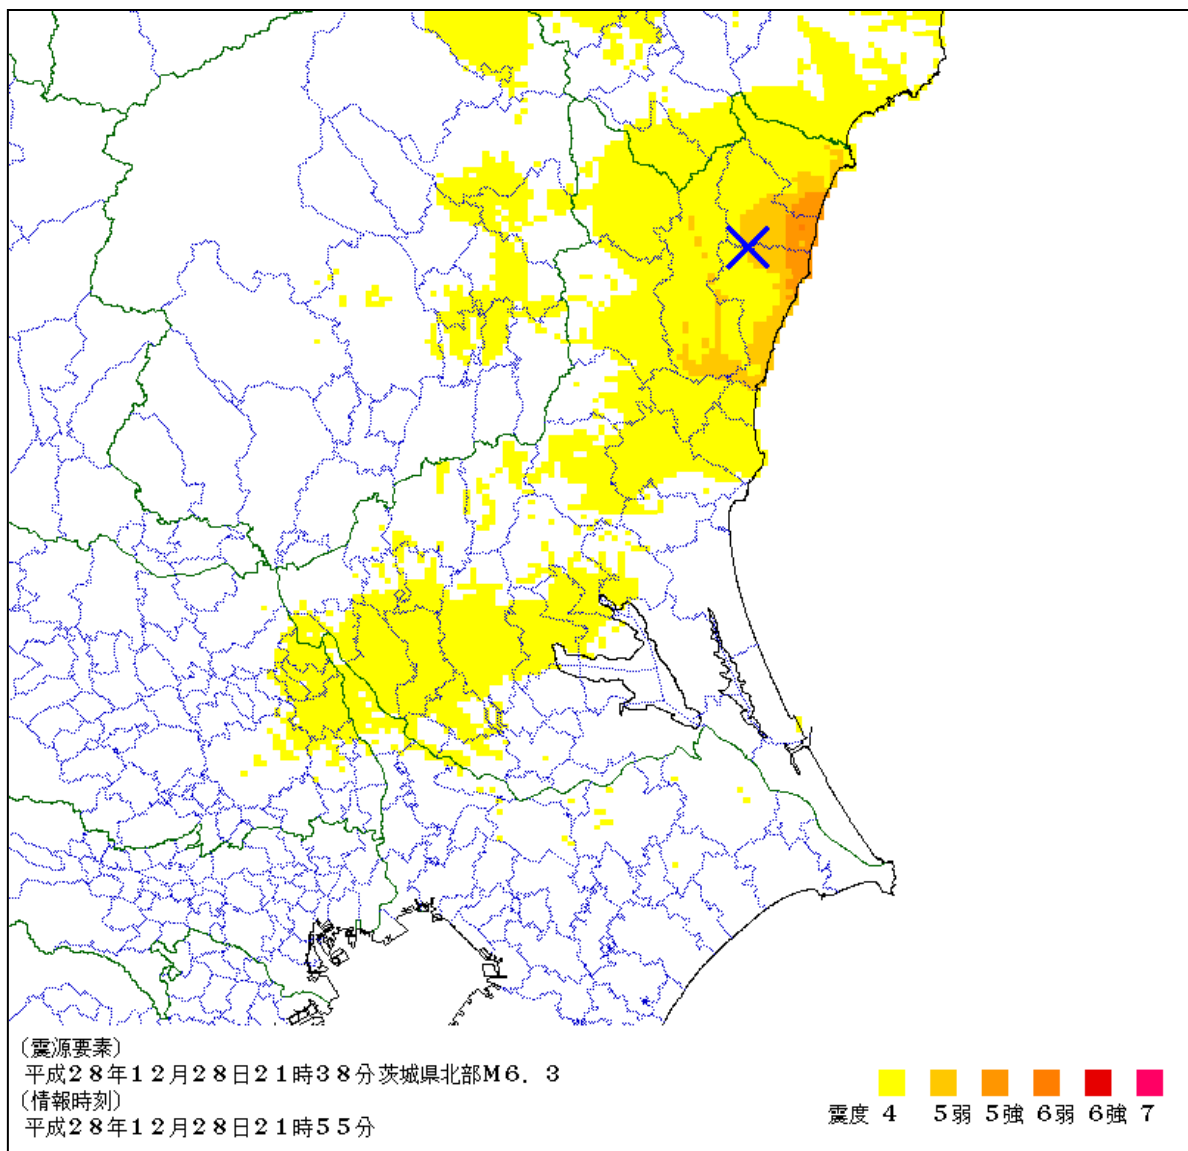 (震源要素)
平成２８年１２月２８日２１時３８分茨城県北部Ｍ６．３
(情報時刻)
平成２８年１２月２８日２１時５５分
震度 ４ ５弱 ５強 ６弱 ６強 ７